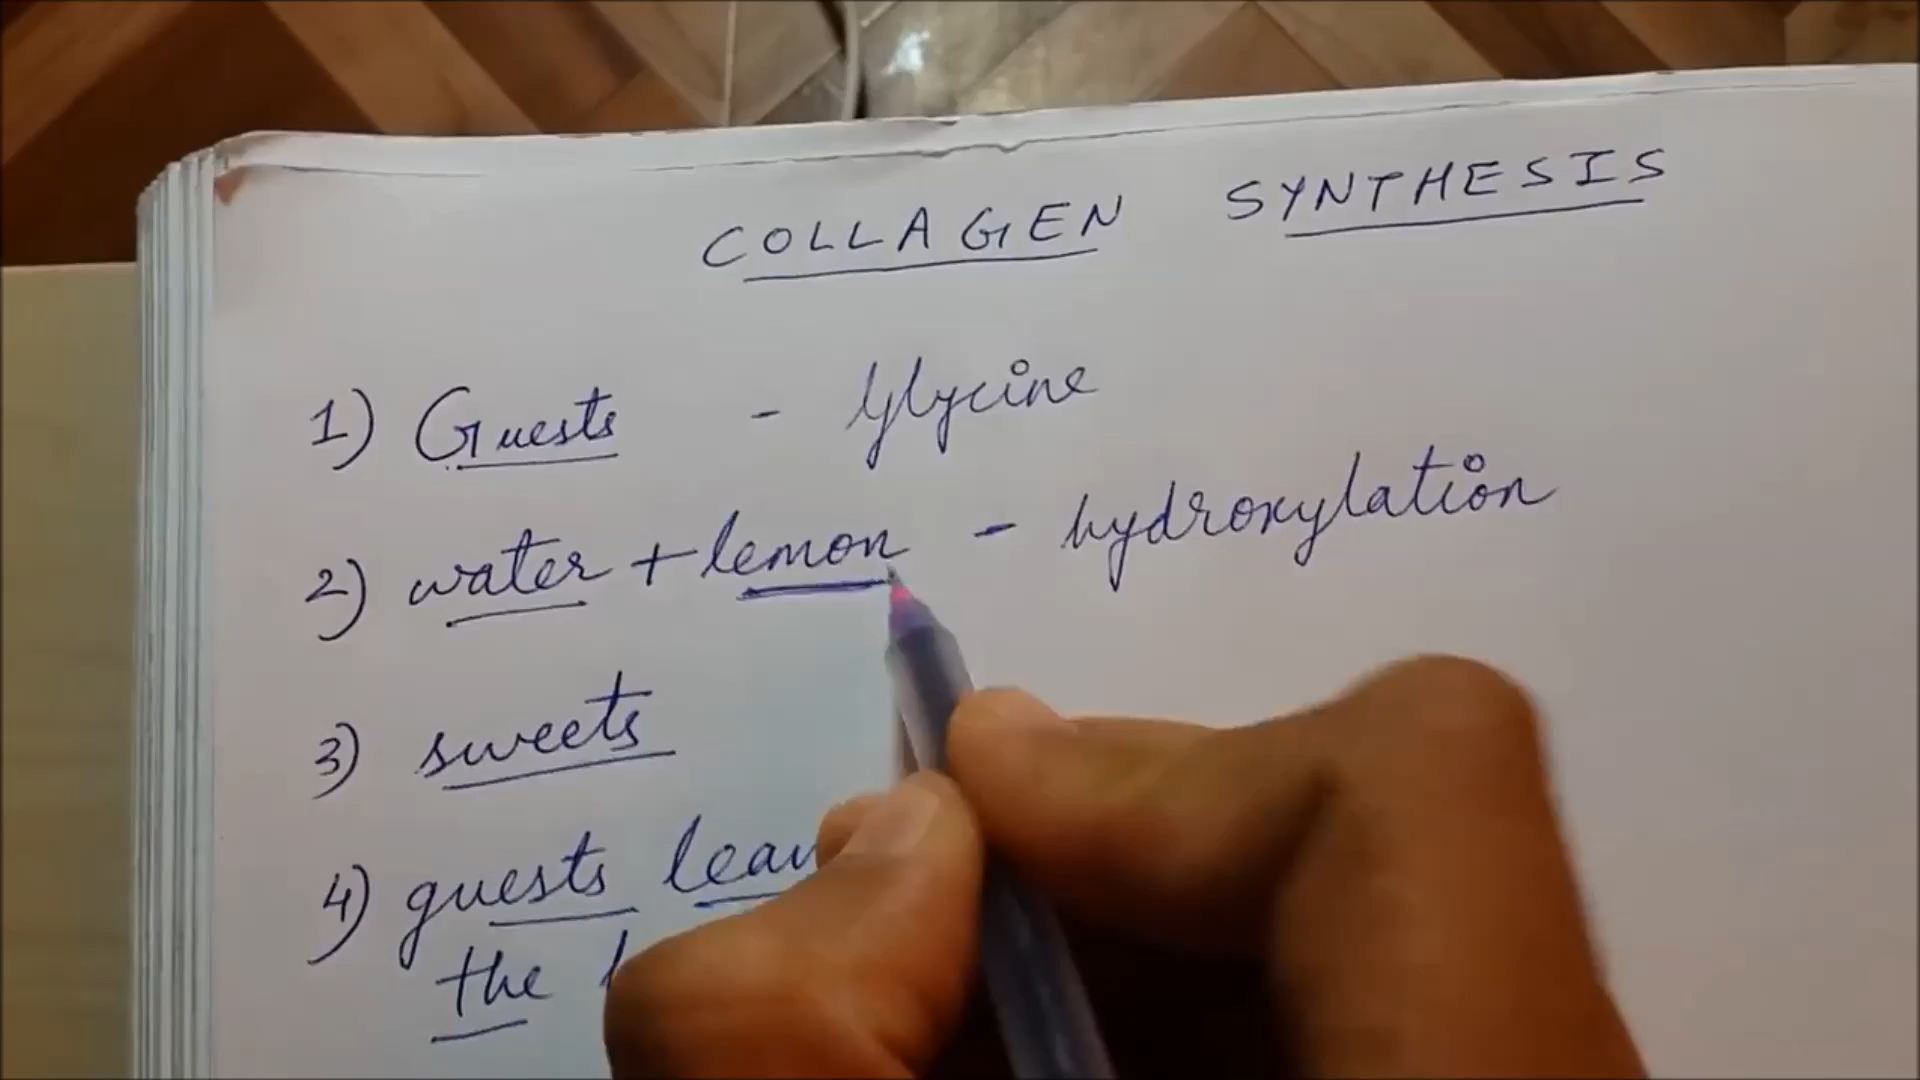 COLLAGEN SYNTHESIS
1) Guests - Glycine
2) water + lemon - hydroxylation
3) sweets
4) guests
the